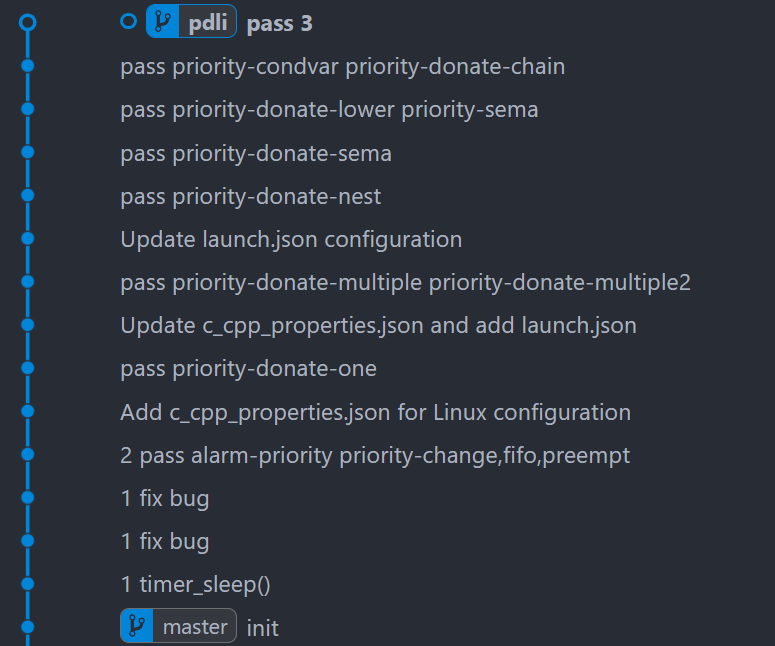 pdli pass 3
pass priority-condvar priority-donate-chain
pass priority-donate-lower priority-sema
pass priority-donate-sema
pass priority-donate-nest
Update launch.json configuration
pass priority-donate-multiple priority-donate-multiple2
Update c_cpp_properties.json and add launch.json
pass priority-donate-one
Add c_cpp_properties.json for Linux configuration
2 pass alarm-priority priority-change,fifo,preempt
1 fix bug
1 fix bug
1 timer_sleep()
master init